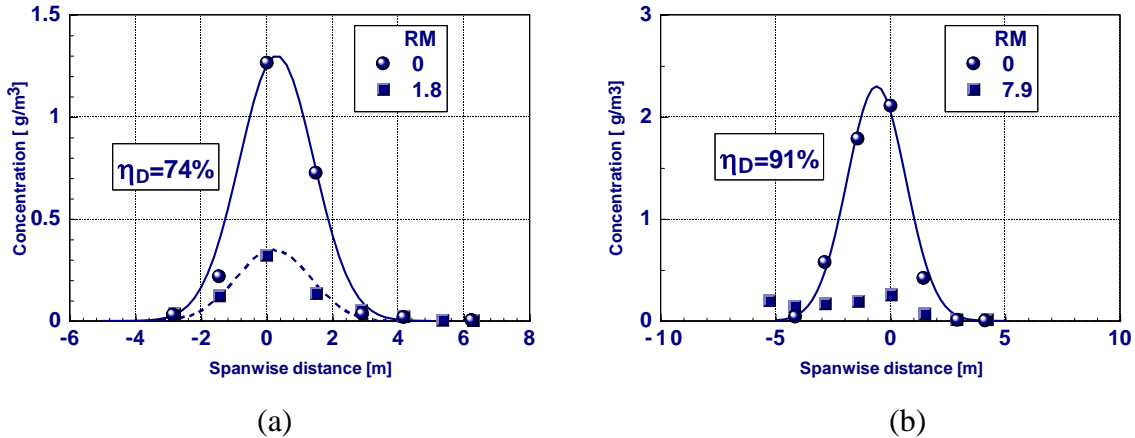 1.5
1
0.5
0
Concentration [ g/m³]
-6 -4 -2 0 2 4 6 8
Spanwise distance [m]
RM
0
1.8
ηD=74%
(a)
3
2
1
0
Concentration [ g/m3]
-10 -5 0 5 10
Spanwise distance [m]
RM
0
7.9
ηD=91%
(b)